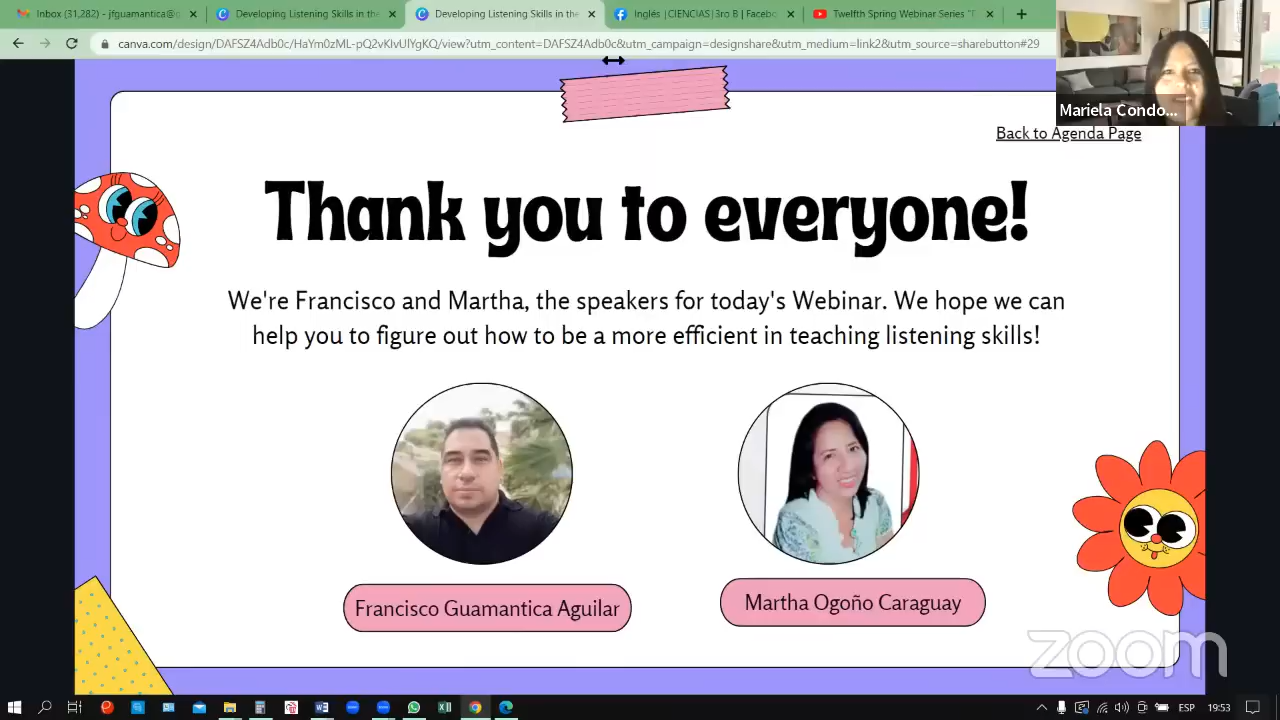 Inbox (31,282) - jfguamantica@
Developing Listening Skills in the
Developing Listening Skills in the
Inglés |CIENCIAS|3ro B | Faceb
Twelfth Spring Webinar Series "F
canva.com/design/DAFSZ4Adb0c/HaYm0zML-pQ2vKlvUlYgKQ/view?utm_content=DAFSZ4Adb0c&utm_campaign=designshare&utm_medium=link2&utm_source=sharebutton#29
Mariela Condo...
Back to Agenda Page
Thank you to everyone!
We're Francisco and Martha, the speakers for today's Webinar. We hope we can
help you to figure out how to be a more efficient in teaching listening skills!
Francisco Guamantica Aguilar
Martha Ogoño Caraguay
zoom
ESP
19:53